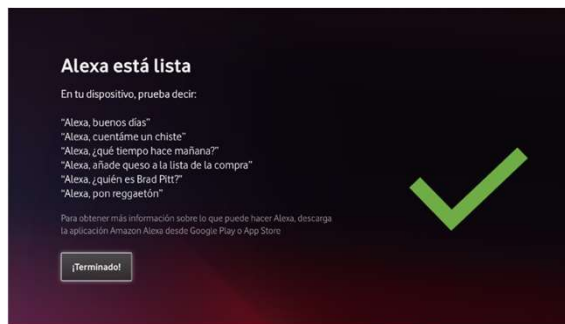 Alexa está lista
En tu dispositivo, prueba decir:
“Alexa, buenos días”
“Alexa, cuentáme un chiste”
“Alexa, ¿qué tiempo hace mañana?”
“Alexa, añade queso a la lista de la compra”
“Alexa, ¿quién es Brad Pitt?”
“Alexa, pon reggaetón”
Para obtener más información sobre lo que puede hacer Alexa, descarga
la aplicación Amazon Alexa desde Google Play o App Store
¡Terminado!